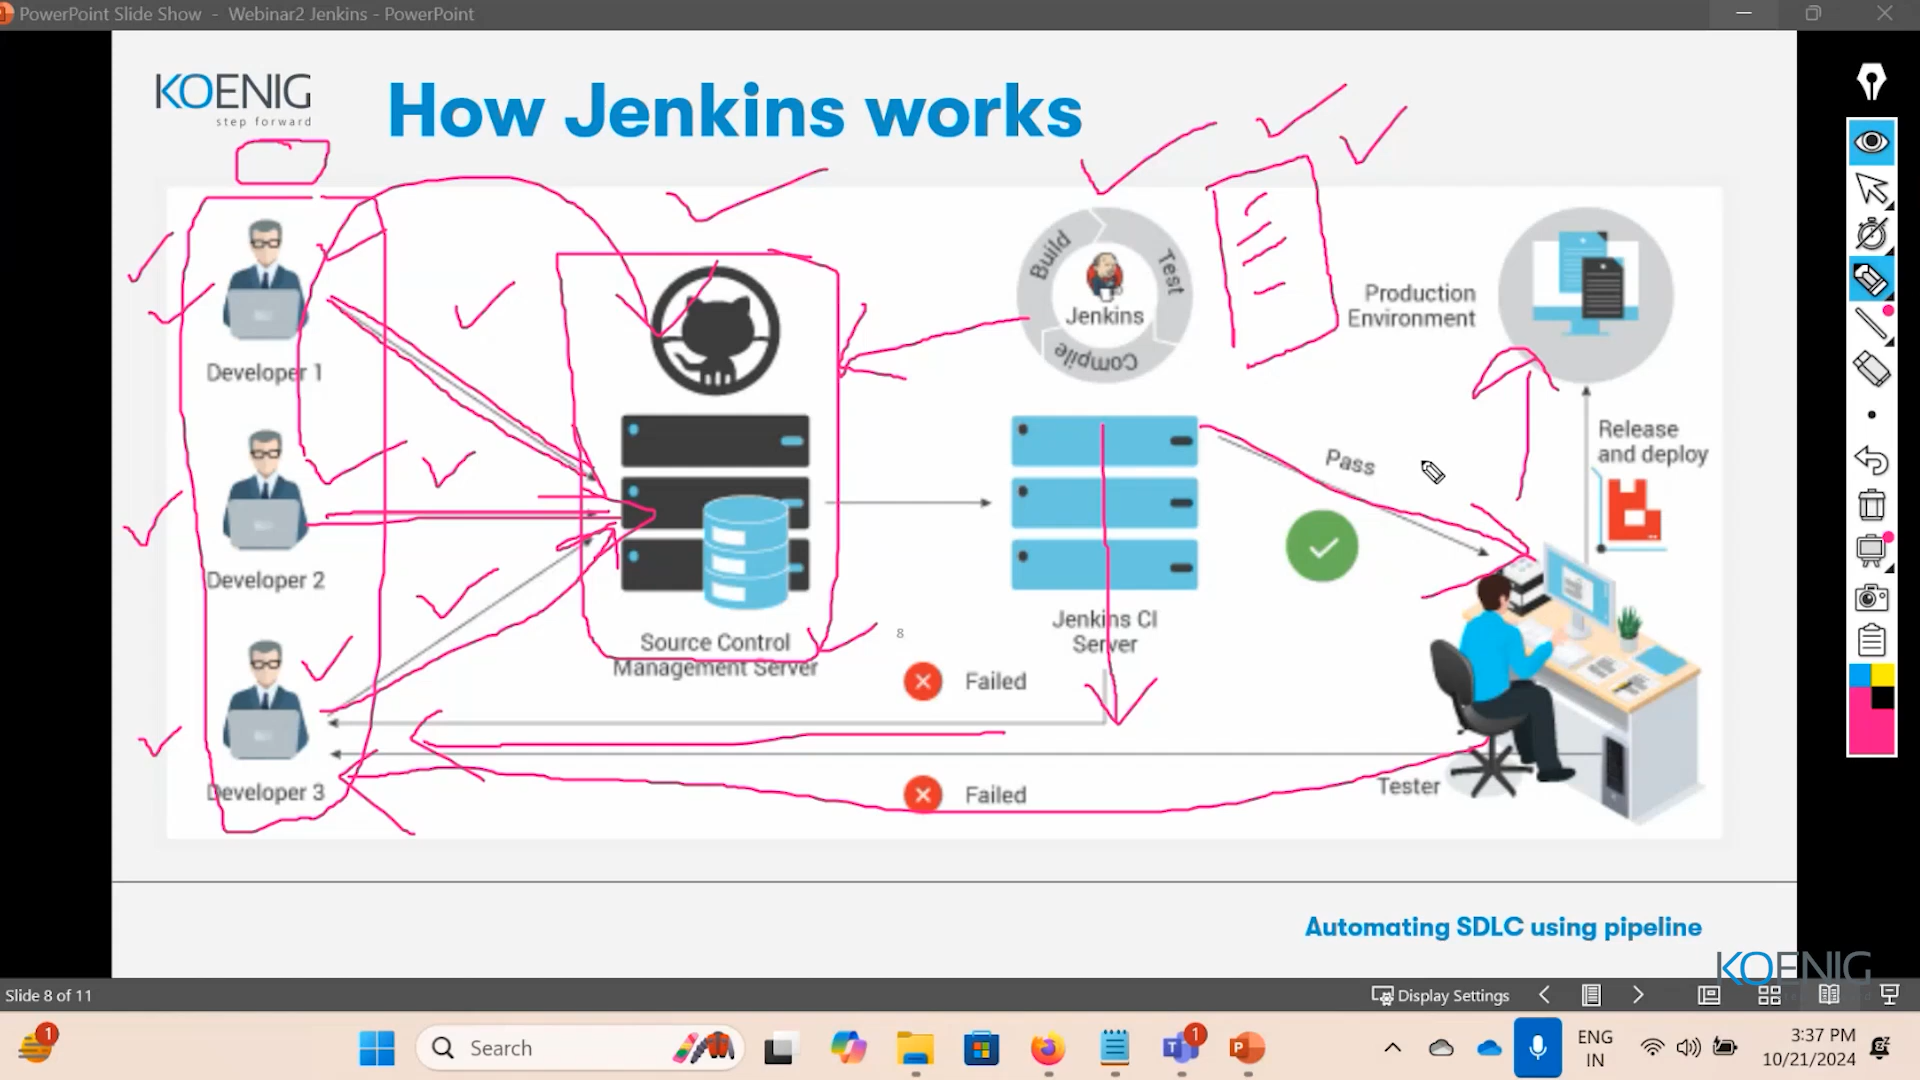 PowerPoint Slide Show - Webinar2 Jenkins - PowerPoint
KOENIG
step forward
How Jenkins works
Developer 1
Developer 2
Developer 3
Source Control
Management Server
Build
Test
Compile
Jenkins
Jenkins CI
Server
8
Failed
Failed
Pass
Production
Environment
Release
and deploy
Tester
Automating SDLC using pipeline
KOENIG
Slide 8 of 11
Display Settings
1
Search
1
ENG
IN
3:37 PM
10/21/2024